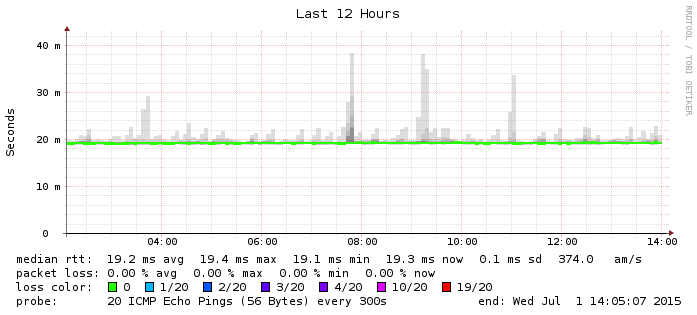 Last 12 Hours
RRDTOOL / TOBI OETIKER
Seconds
40 m
30 m
20 m
10 m
0
04:00 06:00 08:00 10:00 12:00 14:00
median rtt: 19.2 ms avg 19.4 ms max 19.1 ms min 19.3 ms now 0.1 ms sd 374.0 am/s
packet loss: 0.00 % avg 0.00 % max 0.00 % min 0.00 % now
loss color: 0 1/20 2/20 3/20 4/20 10/20 19/20
probe: 20 ICMP Echo Pings (56 Bytes) every 300s end: Wed Jul 1 14:05:07 2015